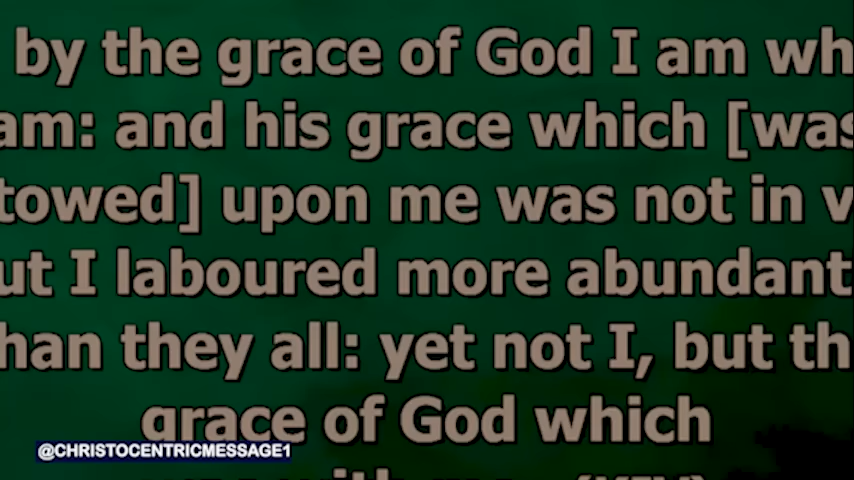 by the grace of God I am wh
am: and his grace which [was
towed] upon me was not in v
ut I laboured more abundant
han they all: yet not I, but th
grace of God which
@CHRISTOCENTRICMESSAGE1